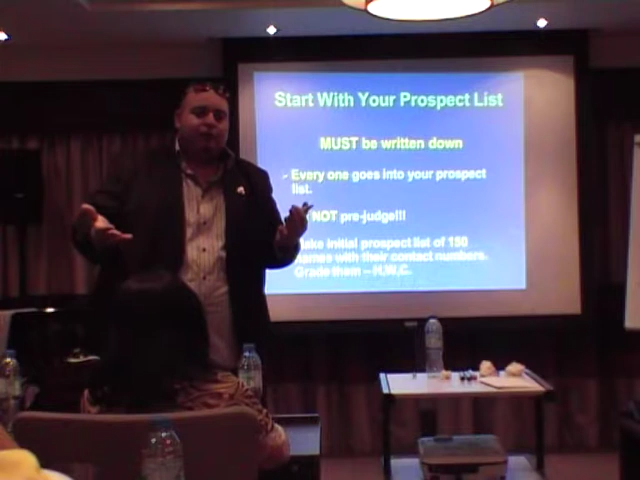 Start With Your Prospect List
MUST be written down
Every one goes into your prospect
list.
NOT pre-judge!!!
initial prospect list of 150
names with their contact numbers.
Grade them – H.W.C.